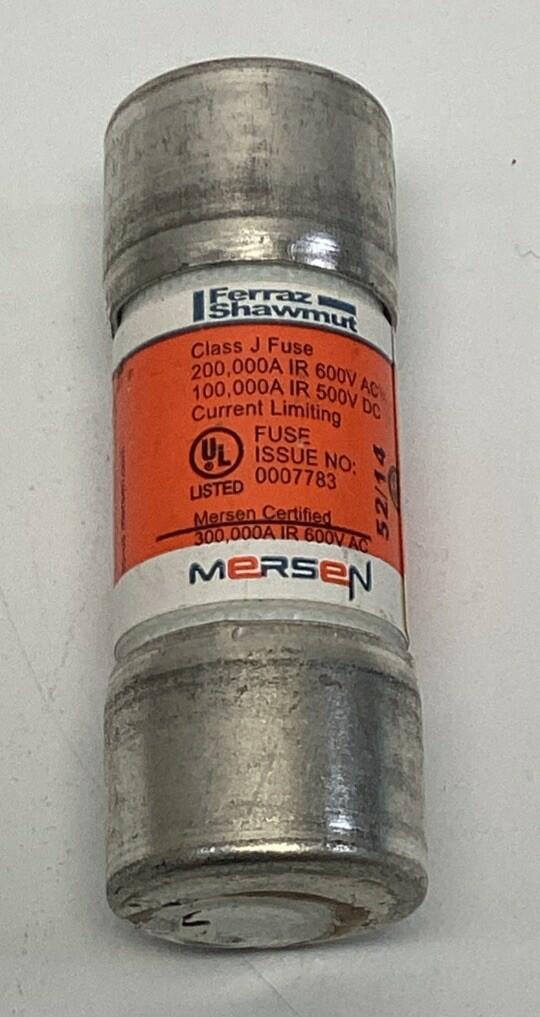 Ferraz
Shawmut
Class J Fuse
200,000A IR 600V AC
100,000A IR 500V DC
Current Limiting
UL
LISTED
FUSE
ISSUE NO:
0007783
52/14
Mersen Certified
300,000A IR 600V AC
MERSEN